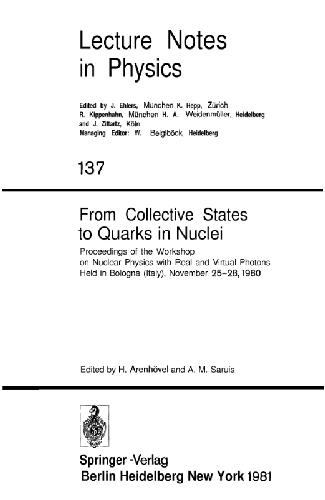 Lecture Notes
in Physics
Edited by J. Ehlers, München K. Hepp, Zürich
R. Kippenhahn, München H. A. Weidenmüller, Heidelberg
and J. Zittartz, Köln
Managing Editor: W. Beiglböck, Heidelberg
137
From Collective States
to Quarks in Nuclei
Proceedings of the Workshop
on Nuclear Physics with Real and Virtual Photons
Held in Bologna (Italy), November 25–28, 1980
Edited by H. Arenhövel and A. M. Saruis
Springer-Verlag
Berlin Heidelberg New York 1981